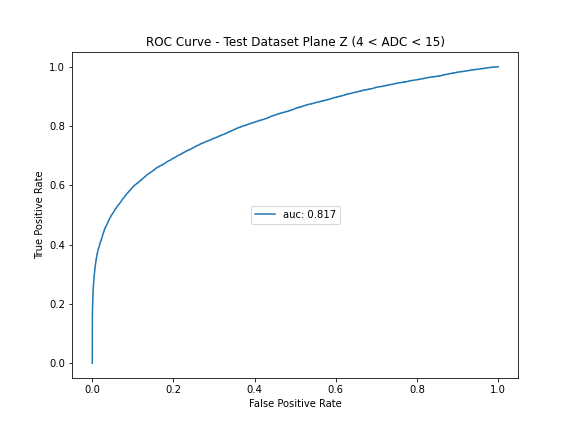 ROC Curve - Test Dataset Plane Z (4 < ADC < 15)
1.0
0.8
0.6
0.4
0.2
0.0
True Positive Rate
auc: 0.817
0.0 0.2 0.4 0.6 0.8 1.0
False Positive Rate